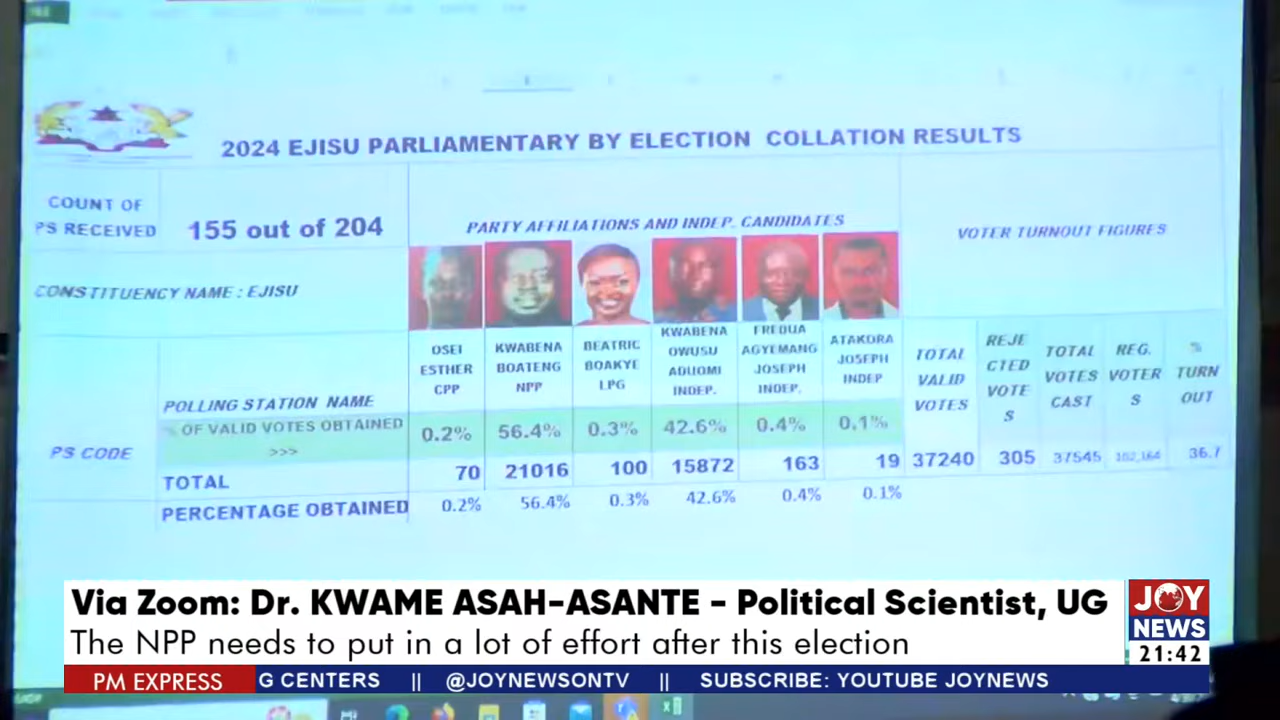 2024 EJISU PARLIAMENTARY BY ELECTION COLLATION RESULTS
COUNT OF
PS RECEIVED
155 out of 204
PARTY AFFILIATIONS AND INDEP. CANDIDATES
VOTER TURNOUT FIGURES
CONSTITUENCY NAME : EJISU
OSEI
ESTHER
CPP
KWABENA
BOATENG
NPP
BEATRIC
BOAKYE
LPG
KWABENA
OWUSU
ADUOMI
INDEP.
FREDUA
AGYEMANG
JOSEPH
INDEP.
ATAKORA
JOSEPH
INDEP
TOTAL
VALID
VOTES
REJE
CTED
VOTE
S
TOTAL
VOTES
CAST
REG.
VOTER
S
%
TURN
OUT
PS CODE
POLLING STATION NAME
% OF VALID VOTES OBTAINED
>>>
0.2% 56.4% 0.3% 42.6% 0.4% 0.1%
TOTAL 70 21016 100 15872 163 19 37240 305 37545 102,164 36.7
PERCENTAGE OBTAINED 0.2% 56.4% 0.3% 42.6% 0.4% 0.1%
Via Zoom: Dr. KWAME ASAH-ASANTE - Political Scientist, UG
The NPP needs to put in a lot of effort after this election
JOY
NEWS
21:42
PM EXPRESS
G CENTERS || @JOYNEWSONTV || SUBSCRIBE: YOUTUBE JOYNEWS